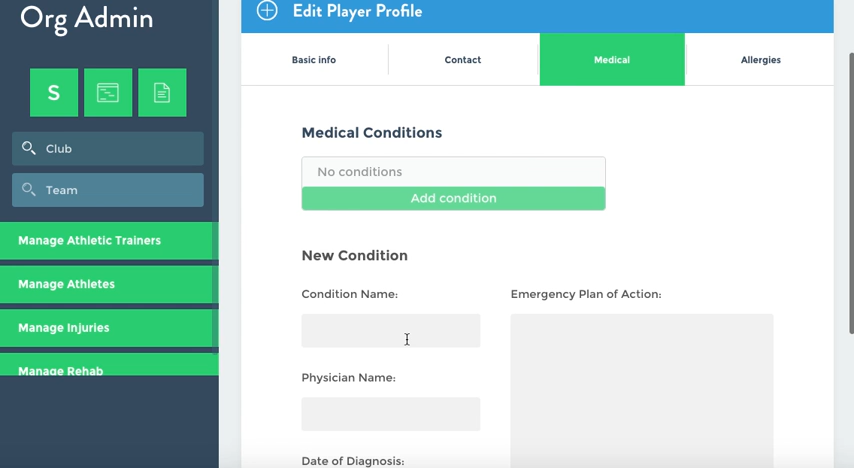 Org Admin
S
Club
Team
Manage Athletic Trainers
Manage Athletes
Manage Injuries
Manage Rehab
Edit Player Profile
Basic info
Contact
Medical
Allergies
Medical Conditions
No conditions
Add condition
New Condition
Condition Name:
Emergency Plan of Action:
Physician Name:
Date of Diagnosis: